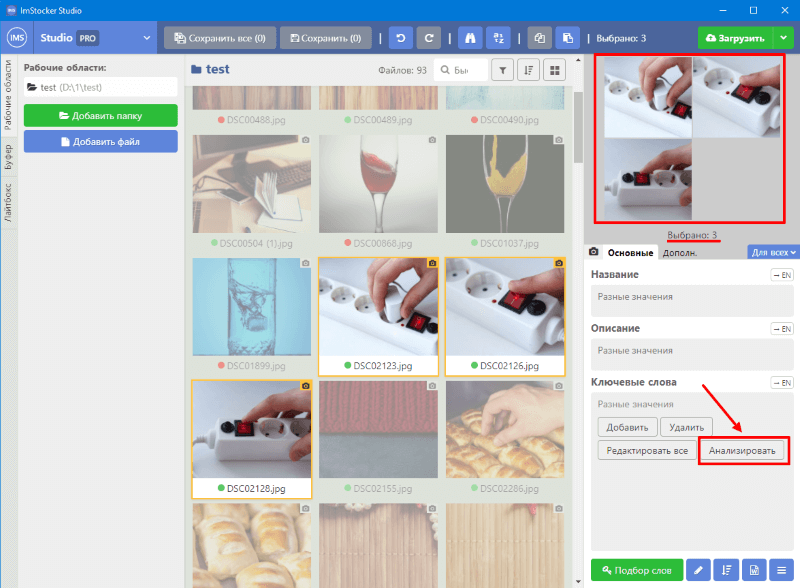 ImStocker Studio
IMS Studio PRO
Сохранить все (0)
Сохранить (0)
Выбрано: 3
Загрузить
Рабочие области
Буфер
Лайтбокс
Рабочие области:
test (D:\1\test)
Добавить папку
Добавить файл
test
Файлов: 93
Бы
DSC00488.jpg
DSC00489.jpg
DSC00490.jpg
DSC00504 (1).jpg
DSC00868.jpg
DSC01037.jpg
DSC01899.jpg
DSC02123.jpg
DSC02126.jpg
DSC02128.jpg
DSC02155.jpg
DSC02286.jpg
Выбрано: 3
Основные
Дополн.
Для всех
Название
→ EN
Разные значения
Описание
→ EN
Разные значения
Ключевые слова
→ EN
Разные значения
Добавить
Удалить
Редактировать все
Анализировать
Подбор слов